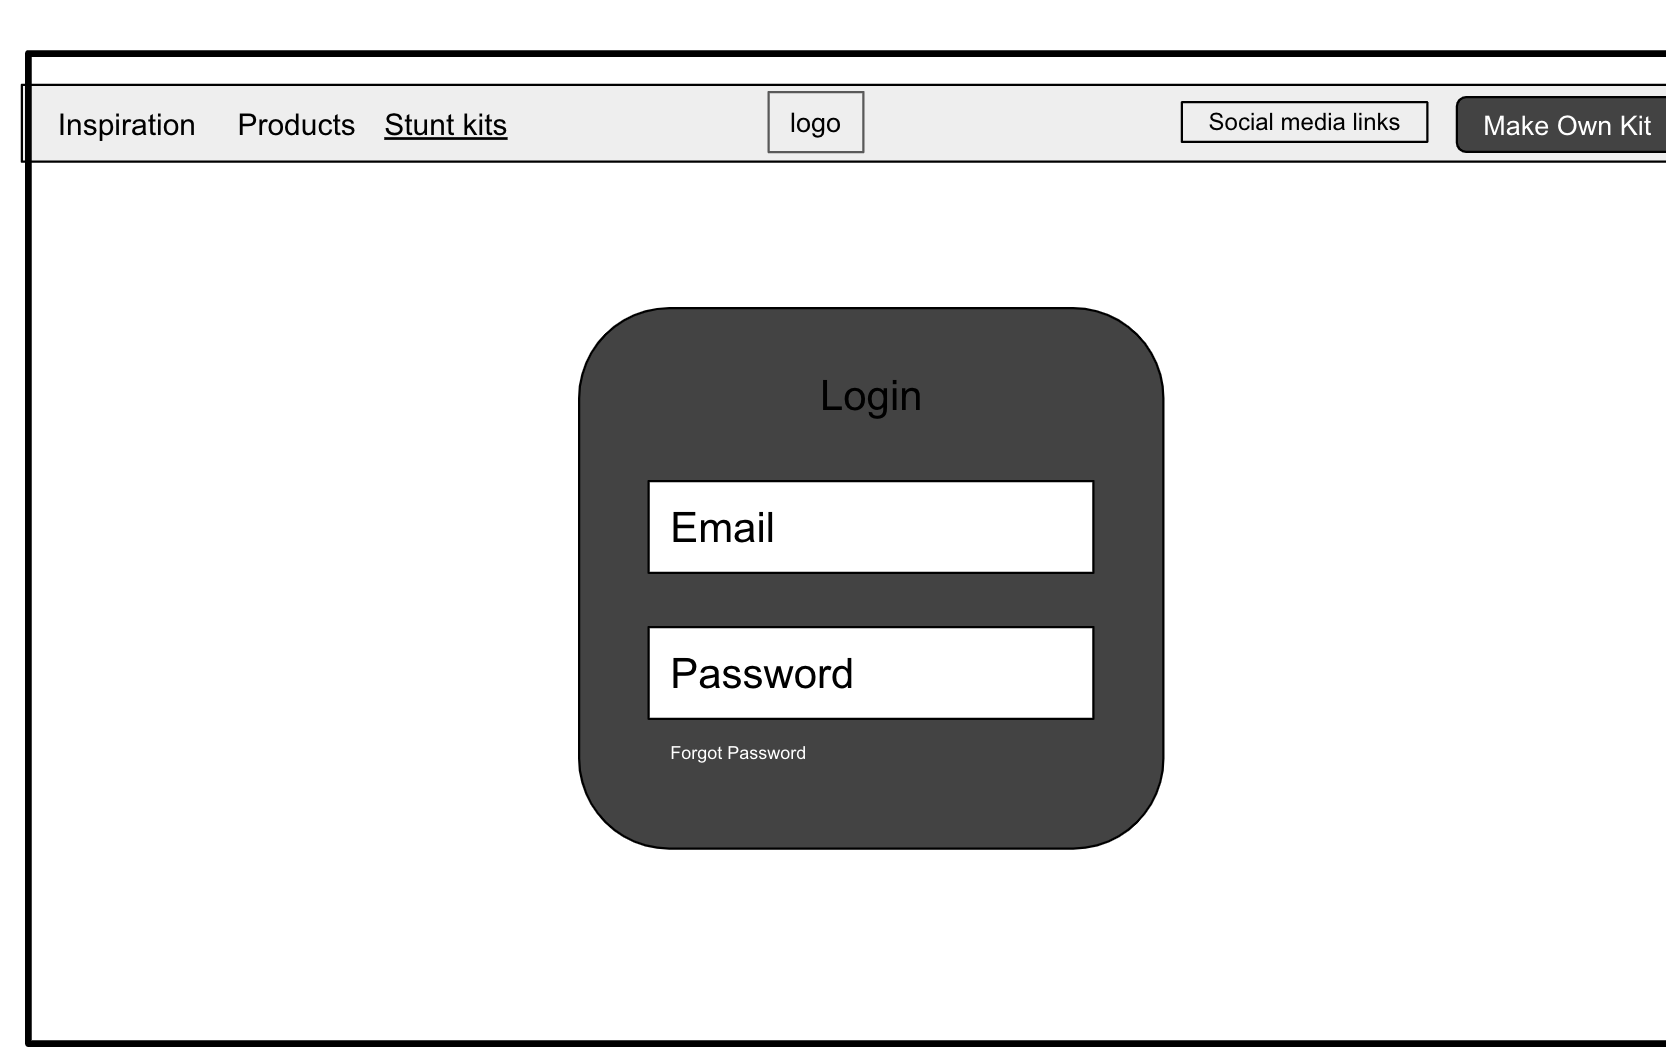 Inspiration Products Stunt kits logo Social media links Make Own Kit
Login
Email
Password
Forgot Password